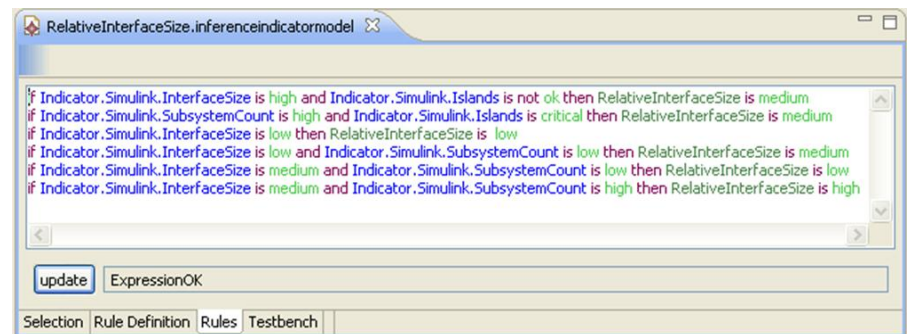 RelativeInterfaceSize.inferenceindicatormodel
if Indicator.Simulink.InterfaceSize is high and Indicator.Simulink.Islands is not ok then RelativeInterfaceSize is medium
if Indicator.Simulink.SubsystemCount is high and Indicator.Simulink.Islands is critical then RelativeInterfaceSize is medium
if Indicator.Simulink.InterfaceSize is low then RelativeInterfaceSize is  low
if Indicator.Simulink.InterfaceSize is low and Indicator.Simulink.SubsystemCount is low then RelativeInterfaceSize is medium
if Indicator.Simulink.InterfaceSize is medium and Indicator.Simulink.SubsystemCount is low then RelativeInterfaceSize is low
if Indicator.Simulink.InterfaceSize is medium and Indicator.Simulink.SubsystemCount is high then RelativeInterfaceSize is high
update ExpressionOK
Selection Rule Definition Rules Testbench